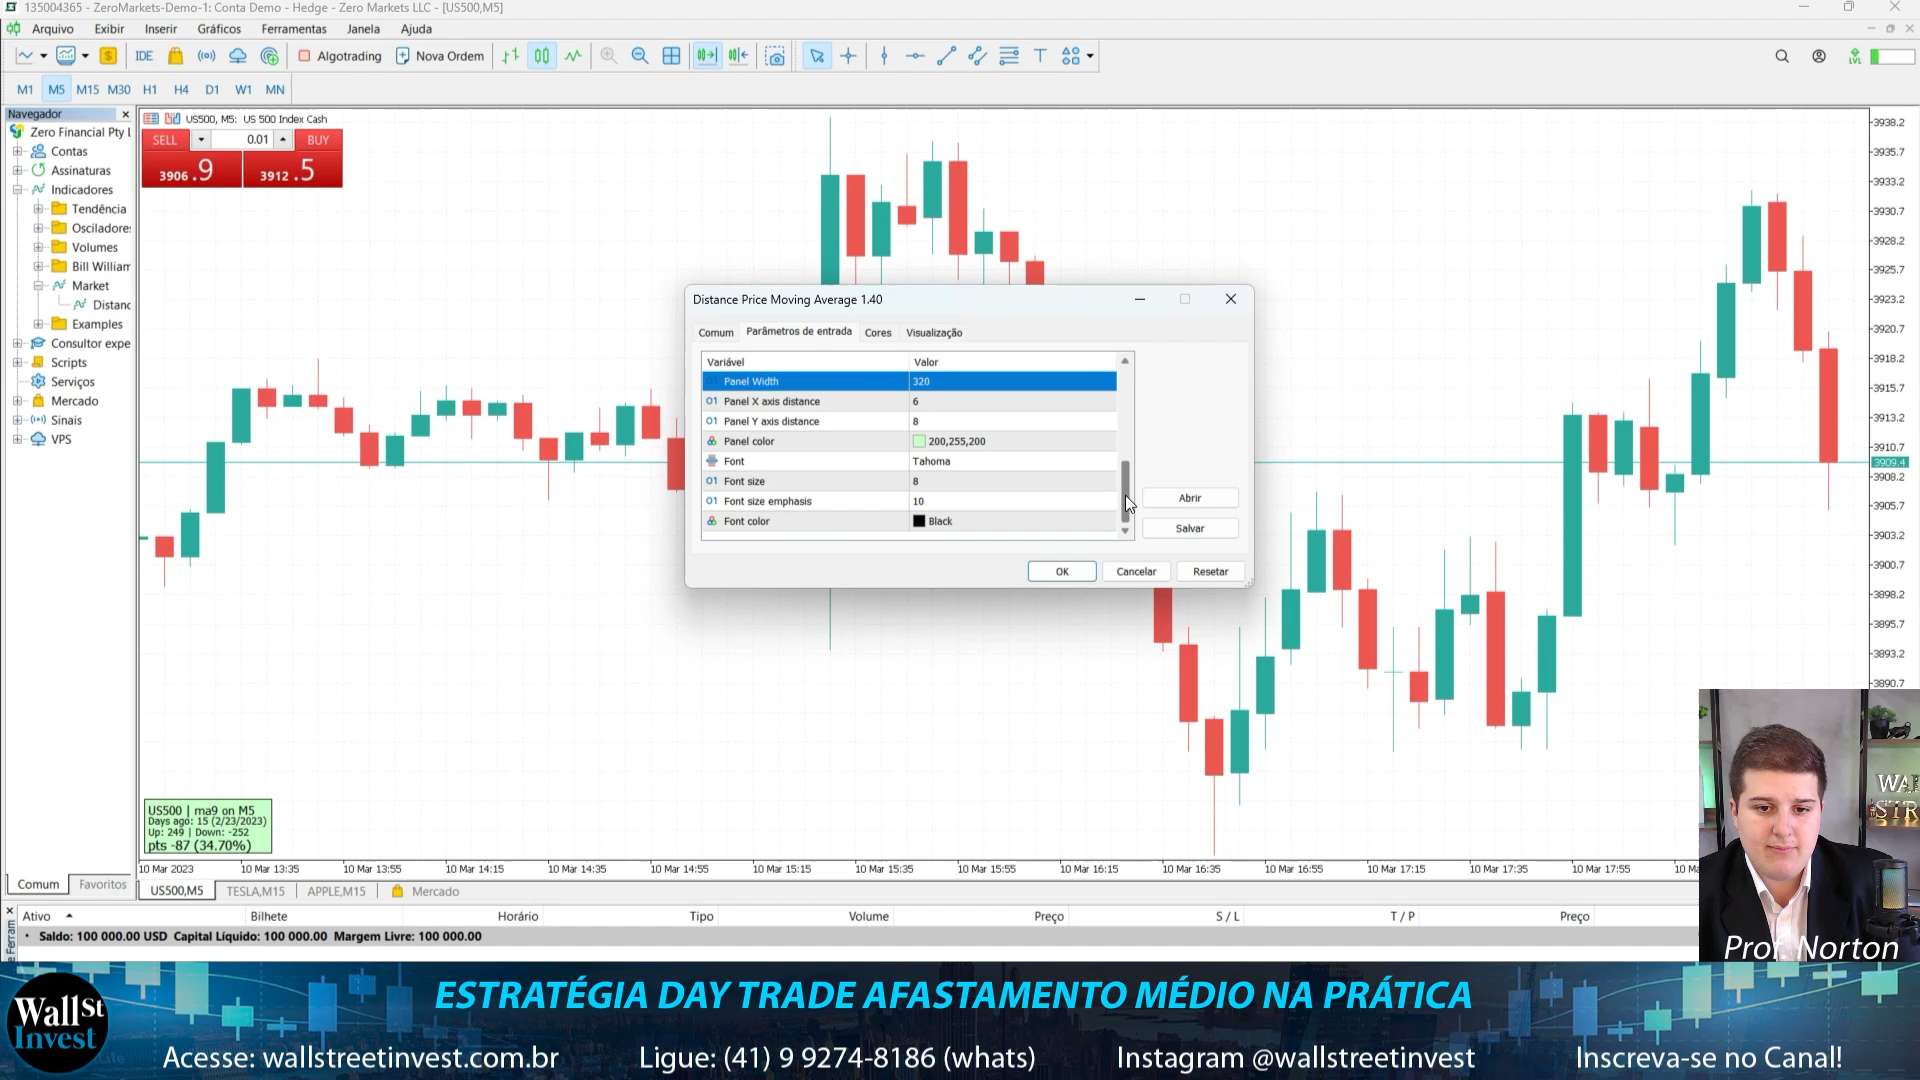 135004365 - ZeroMarkets-Demo-1: Conta Demo - Hedge - Zero Markets LLC - [US500,M5]
Arquivo Exibir Inserir Gráficos Ferramentas Janela Ajuda
IDE Algotrading Nova Ordem T LVL
M1 M5 M15 M30 H1 H4 D1 W1 MN
Navegador
Zero Financial Pty
Contas
Assinaturas
Indicadores
Tendência
Osciladore
Volumes
Bill William
Market
Distanc
Examples
Consultor expe
Scripts
Serviços
Mercado
Sinais
VPS
Comum Favoritos
US500, M5: US 500 Index Cash
SELL 0.01 BUY
3906 .9 3912 .5
Distance Price Moving Average 1.40
Comum Parâmetros de entrada Cores Visualização
Variável Valor
Panel Width 320
01 Panel X axis distance 6
01 Panel Y axis distance 8
Panel color 200,255,200
Font Tahoma
01 Font size 8
01 Font size emphasis 10
Font color Black
Abrir
Salvar
OK Cancelar Resetar
3938.2
3935.7
3933.2
3930.7
3928.2
3925.7
3923.2
3920.7
3918.2
3915.7
3913.2
3910.7
3909.4
3908.2
3905.7
3903.2
3900.7
3898.2
3895.7
3893.2
3890.7
US500 | ma9 on M5
Days ago: 15 (2/23/2023)
Up: 249 | Down: -252
pts -87 (34.70%)
10 Mar 2023 10 Mar 13:35 10 Mar 13:55 10 Mar 14:15 10 Mar 14:35 10 Mar 14:55 10 Mar 15:15 10 Mar 15:35 10 Mar 15:55 10 Mar 16:15 10 Mar 16:35 10 Mar 16:55 10 Mar 17:15 10 Mar 17:35 10 Mar 17:55 10 Ma
US500,M5 TESLA,M15 APPLE,M15 Mercado
Ativo Bilhete Horário Tipo Volume Preço S / L T / P Preço
Saldo: 100 000.00 USD Capital Líquido: 100 000.00 Margem Livre: 100 000.00
WA
STR
Prof. Norton
Wall St
Invest
ESTRATÉGIA DAY TRADE AFASTAMENTO MÉDIO NA PRÁTICA
Acesse: wallstreetinvest.com.br Ligue: (41) 9 9274-8186 (whats) Instagram @wallstreetinvest Inscreva-se no Canal!